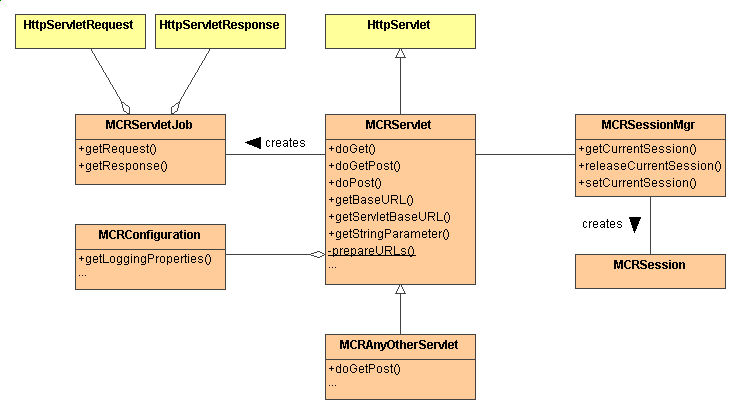 HttpServletRequest
HttpServletResponse
HttpServlet
MCRServletJob
+getRequest()
+getResponse()
creates
MCRServlet
+doGet()
+doGetPost()
+doPost()
+getBaseURL()
+getServletBaseURL()
+getStringParameter()
-prepareURLs()
...
MCRSessionMgr
+getCurrentSession()
+releaseCurrentSession()
+setCurrentSession()
creates
MCRConfiguration
+getLoggingProperties()
...
MCRSession
MCRAnyOtherServlet
+doGetPost()
...